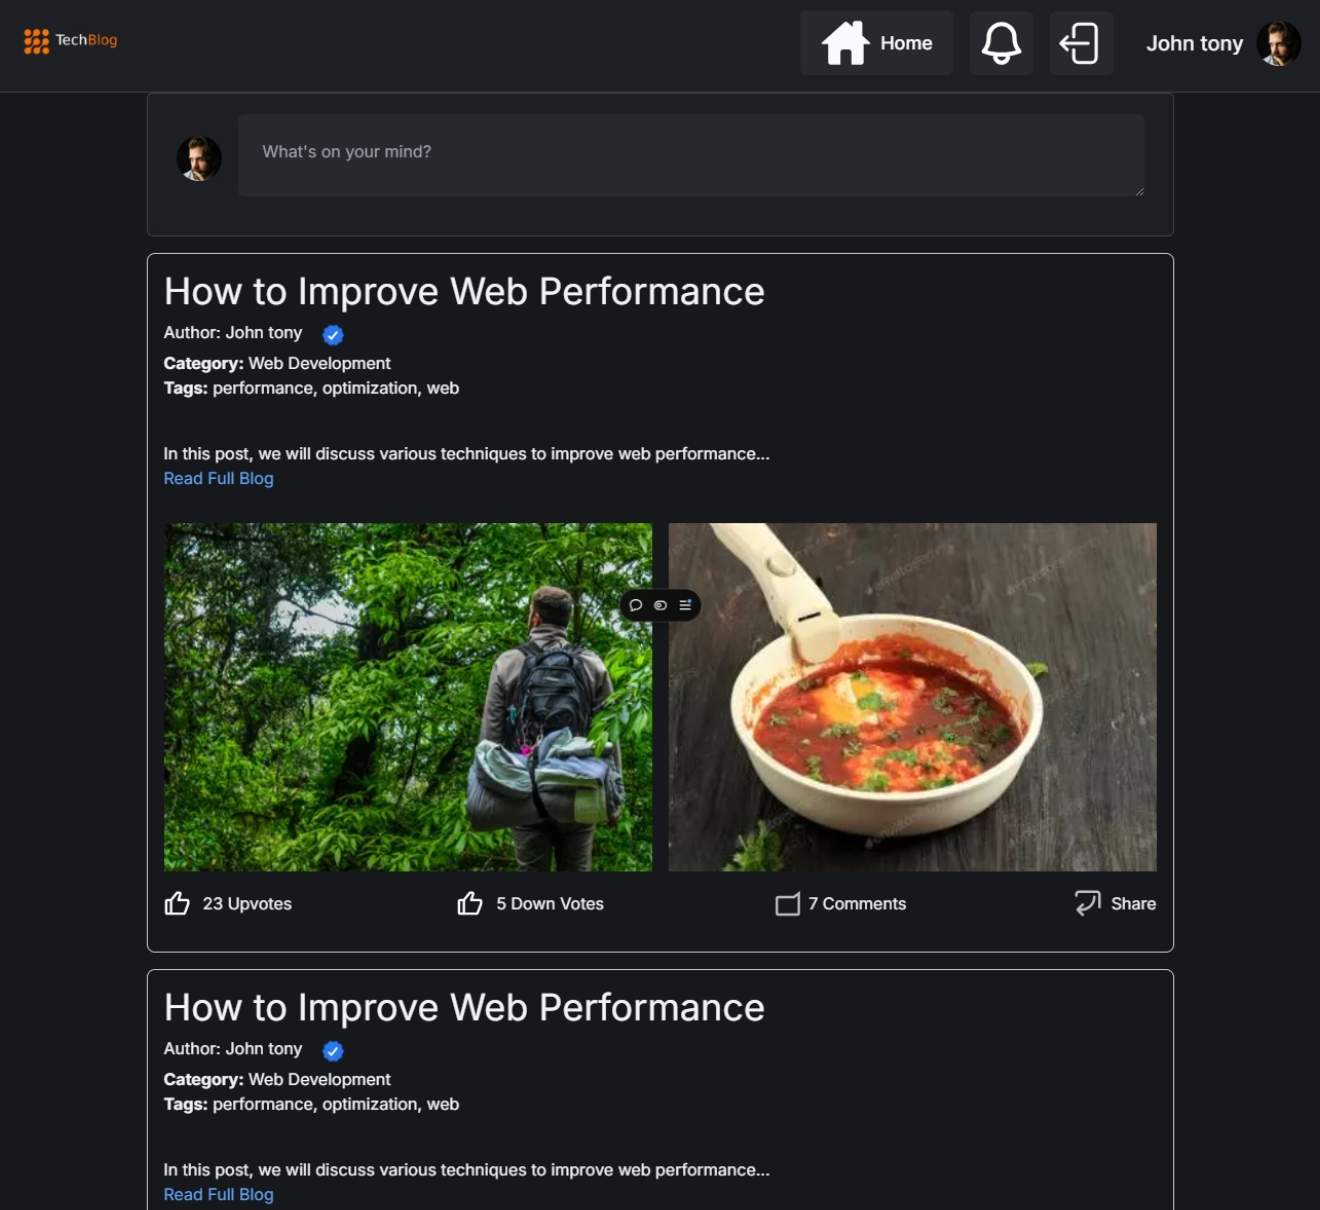 TechBlog
Home
John tony
What's on your mind?
How to Improve Web Performance
Author: John tony
Category: Web Development
Tags: performance, optimization, web
In this post, we will discuss various techniques to improve web performance...
Read Full Blog
23 Upvotes
5 Down Votes
7 Comments
Share
How to Improve Web Performance
Author: John tony
Category: Web Development
Tags: performance, optimization, web
In this post, we will discuss various techniques to improve web performance...
Read Full Blog